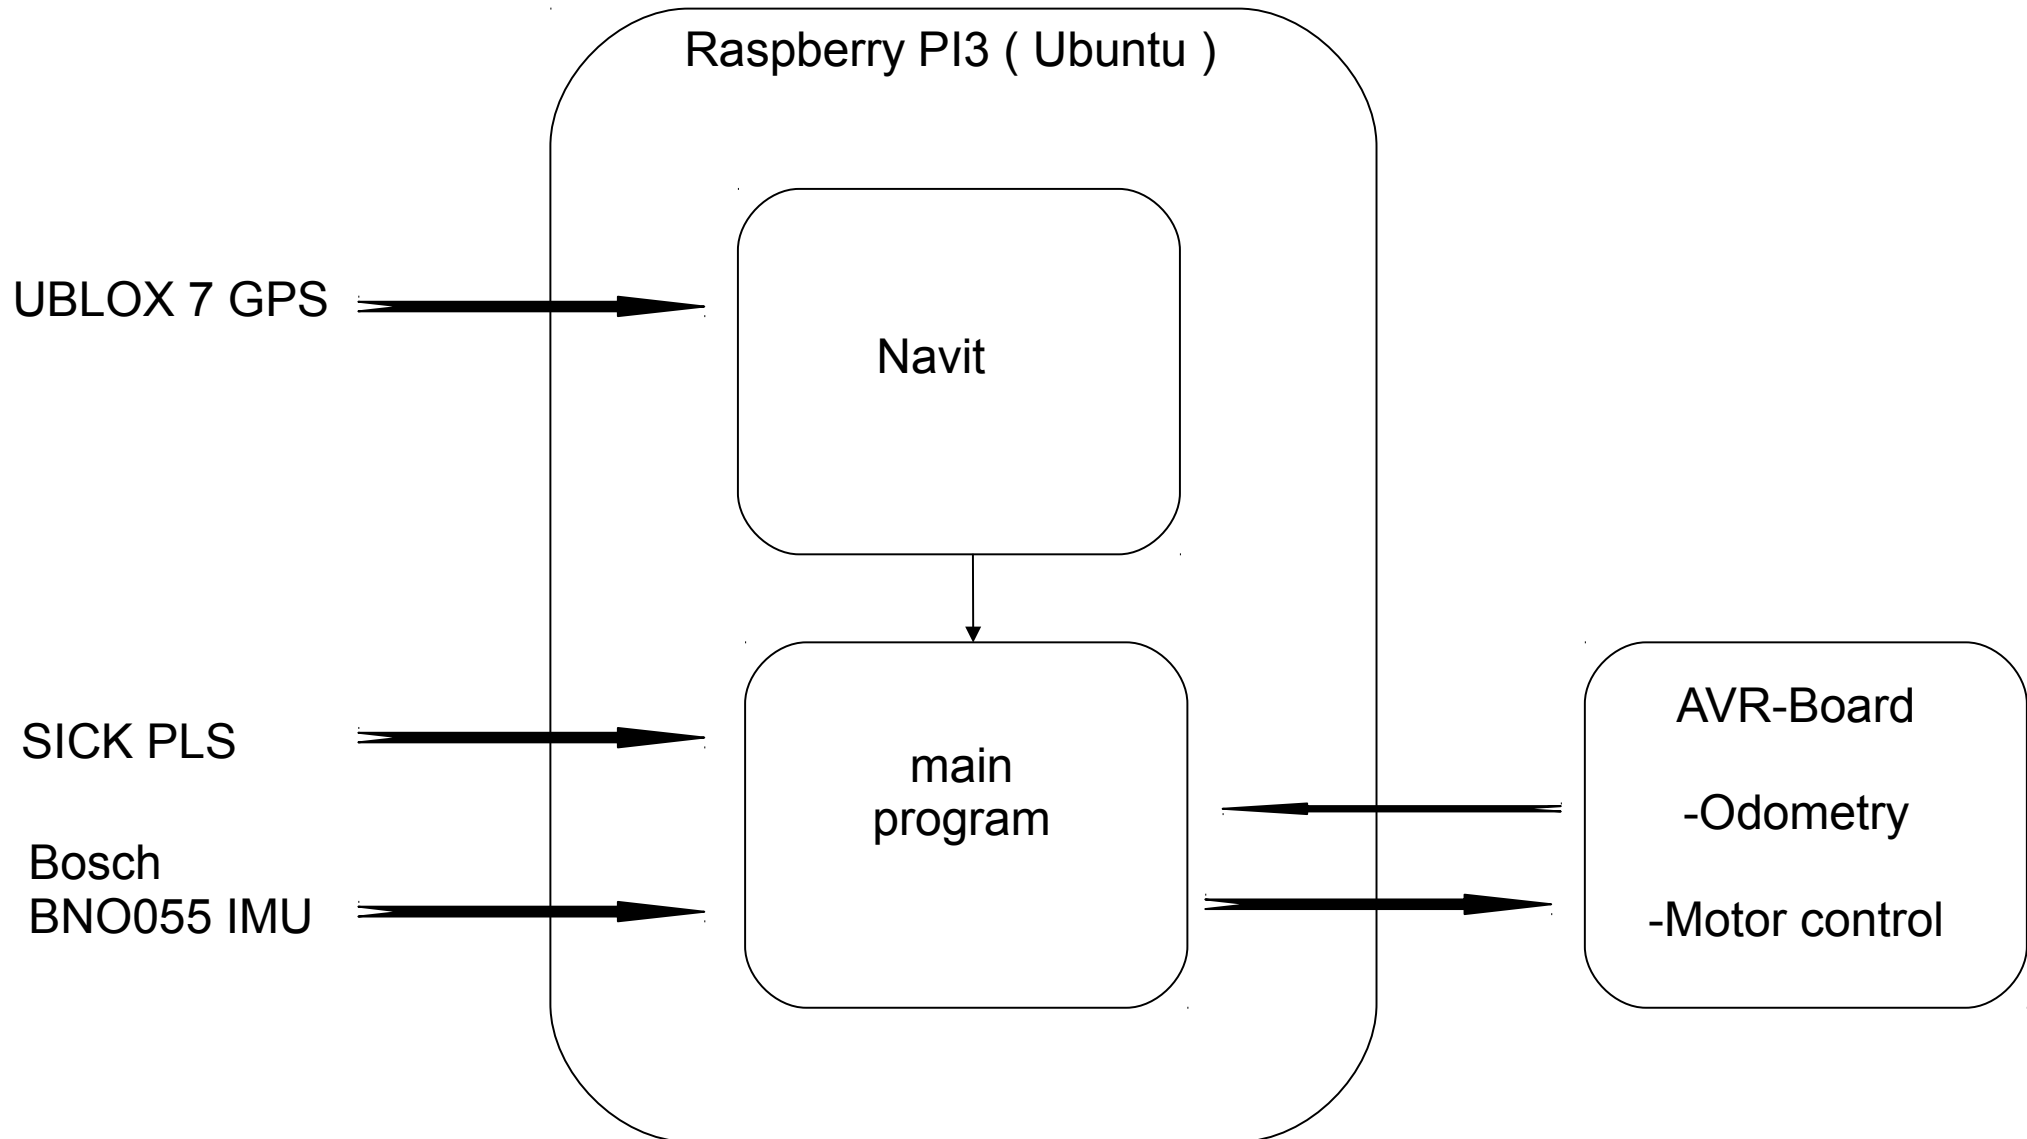 Raspberry PI3 ( Ubuntu )
UBLOX 7 GPS
Navit
SICK PLS
Bosch
BNO055 IMU
main
program
AVR-Board
-Odometry
-Motor control